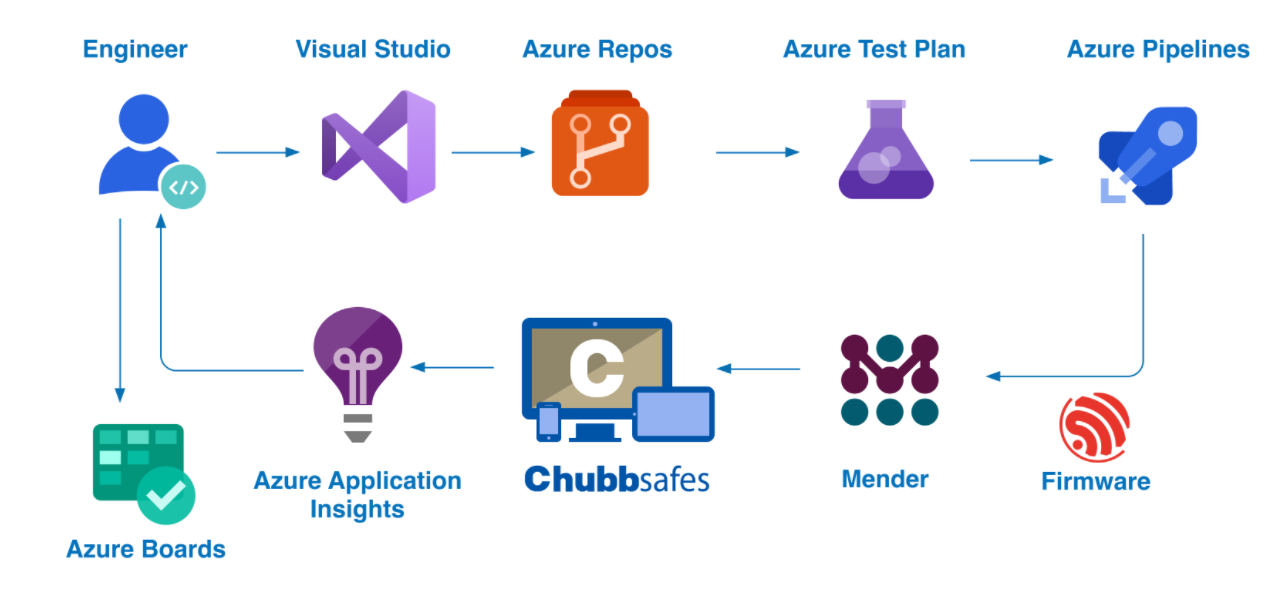 Engineer
Visual Studio
Azure Repos
Azure Test Plan
Azure Pipelines
</>
C
Chubbsafes
Azure Application
Insights
Mender
Firmware
Azure Boards